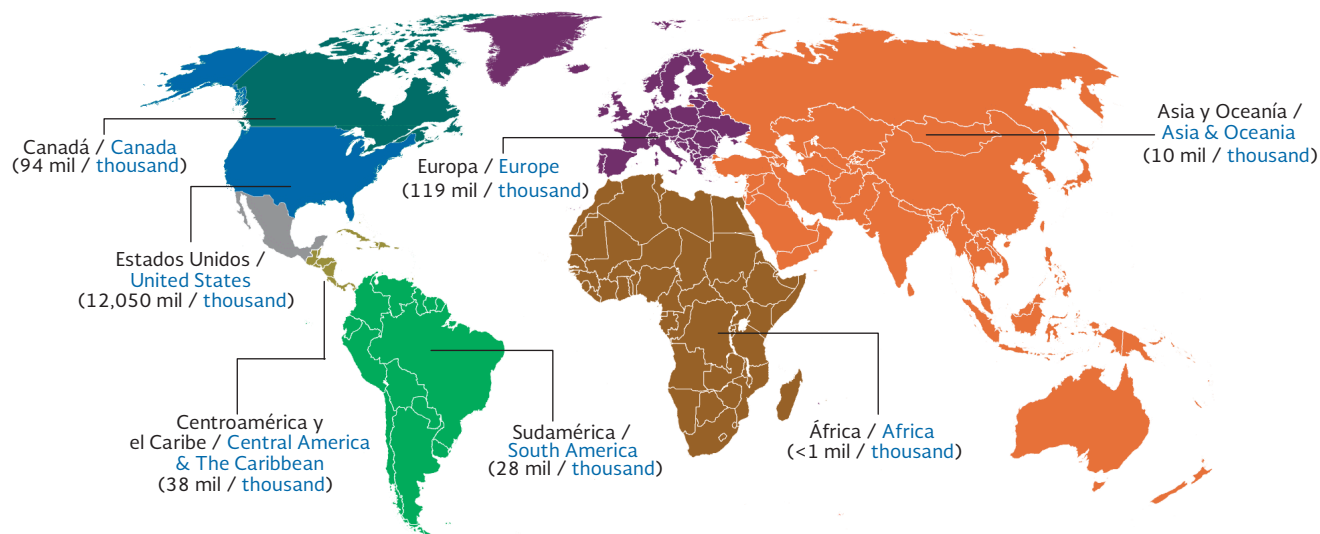 Canadá / Canada
(94 mil / thousand)
Estados Unidos /
United States
(12,050 mil / thousand)
Centroamérica y
el Caribe / Central America
& The Caribbean
(38 mil / thousand)
Europa / Europe
(119 mil / thousand)
Sudamérica /
South America
(28 mil / thousand)
África / Africa
(<1 mil / thousand)
Asia y Oceanía /
Asia & Oceania
(10 mil / thousand)